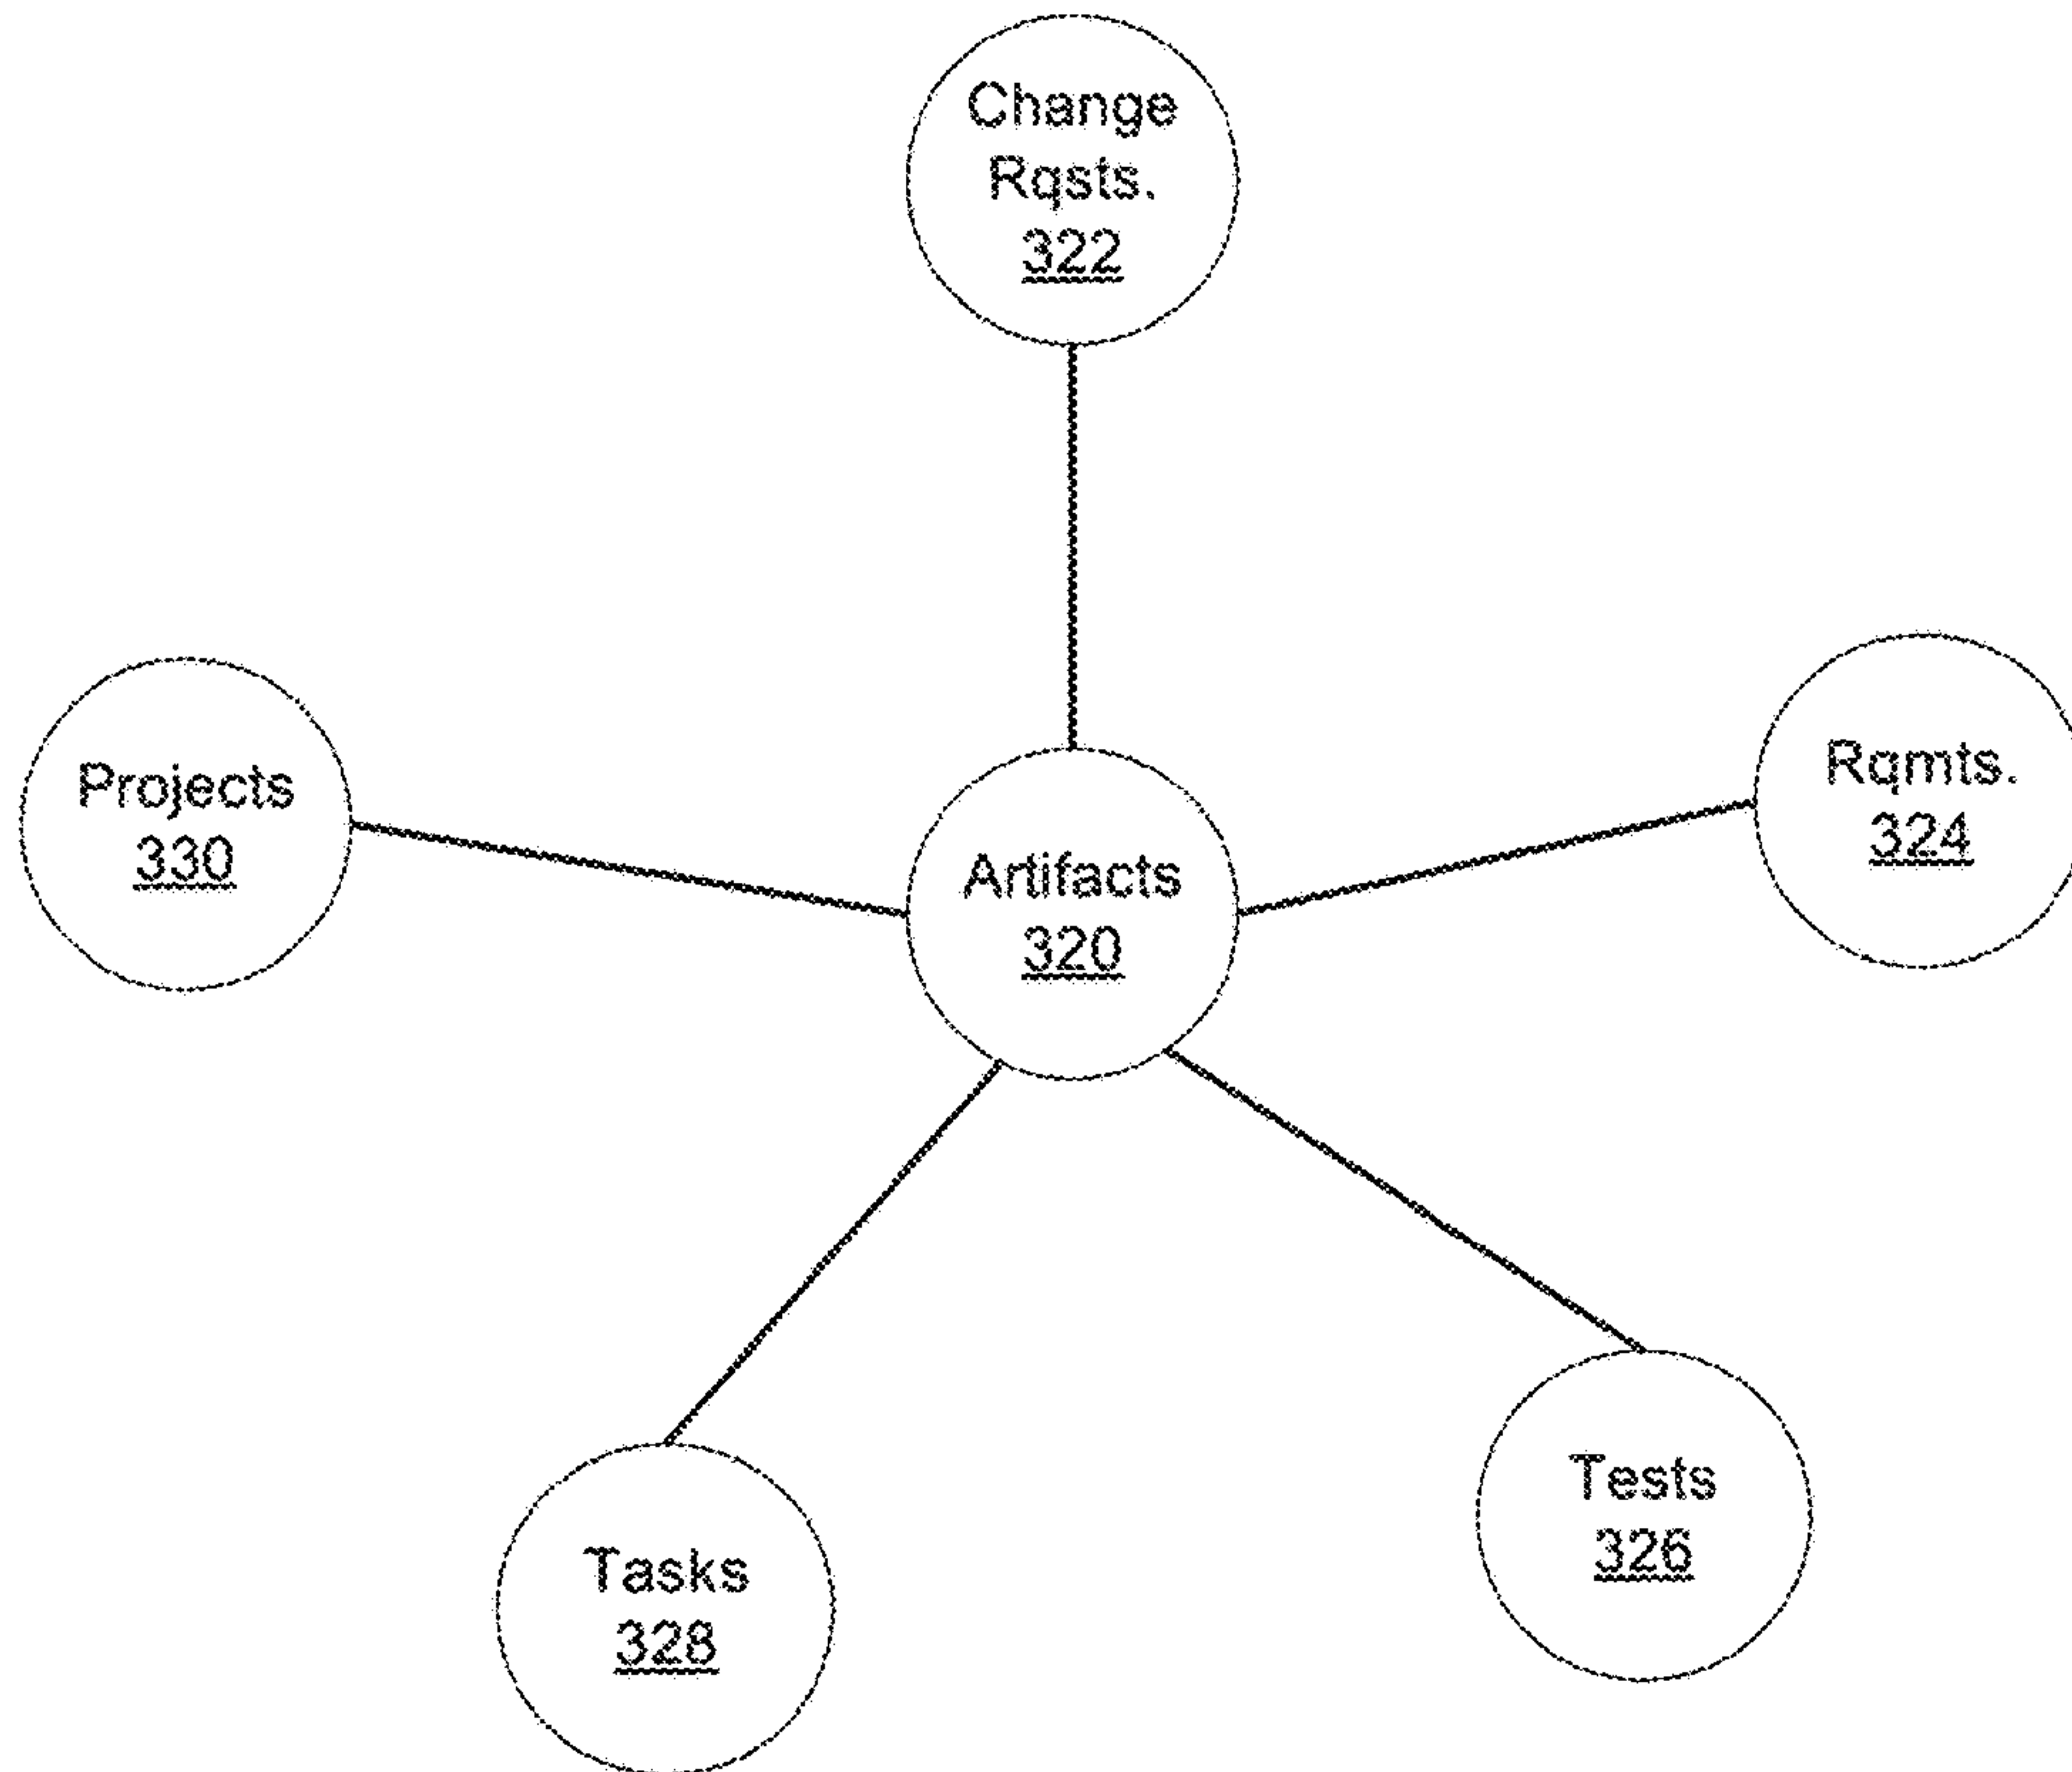 Change
Rqsts.
322
Projects
330
Rqmts.
324
Artifacts
320
Tests
326
Tasks
328